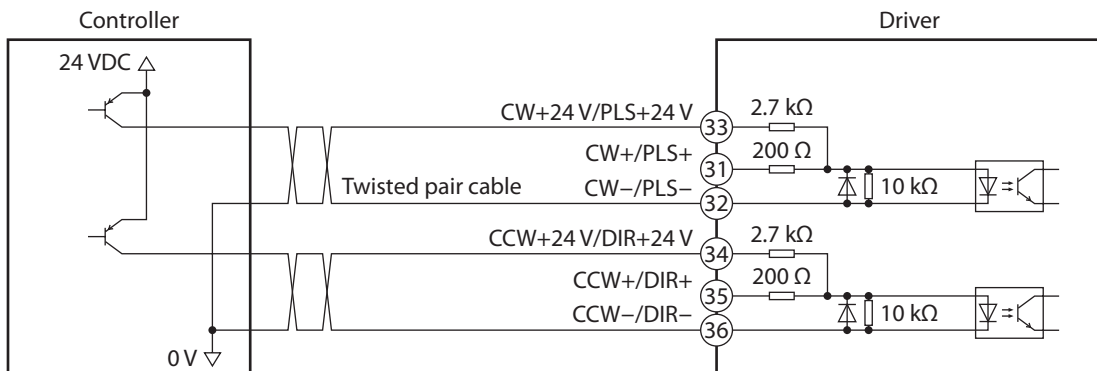 Controller
Driver
24 VDC
CW+24 V/PLS+24 V
33
2.7 kΩ
CW+/PLS+
31
200 Ω
Twisted pair cable
CW−/PLS−
32
10 kΩ
CCW+24 V/DIR+24 V
34
2.7 kΩ
CCW+/DIR+
35
200 Ω
CCW−/DIR−
36
10 kΩ
0 V